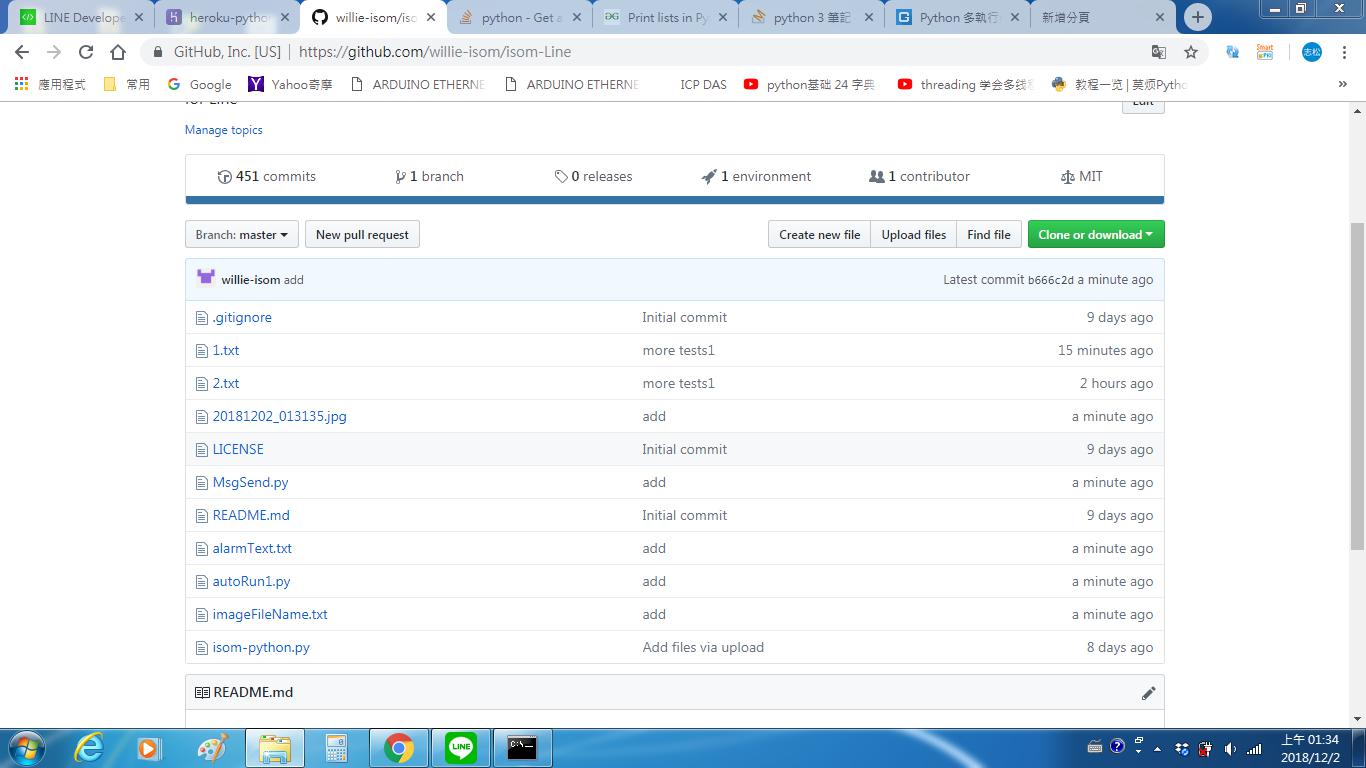 LINE Develope
heroku-python
willie-isom/iso
python - Get a
Print lists in Py
python 3 筆記
Python 多執行
新增分頁
GitHub, Inc. [US] | https://github.com/willie-isom/isom-Line
應用程式
常用
Google
Yahoo奇摩
ARDUINO ETHERNE
ARDUINO ETHERNE
ICP DAS
python基础 24 字典
threading 学会多线
教程一览 | 莫烦Pytho
»
for Line
Edit
Manage topics
451 commits
1 branch
0 releases
1 environment
1 contributor
MIT
Branch: master
New pull request
Create new file
Upload files
Find file
Clone or download
willie-isom add
Latest commit b666c2d a minute ago
.gitignore Initial commit 9 days ago
1.txt more tests1 15 minutes ago
2.txt more tests1 2 hours ago
20181202_013135.jpg add a minute ago
LICENSE Initial commit 9 days ago
MsgSend.py add a minute ago
README.md Initial commit 9 days ago
alarmText.txt add a minute ago
autoRun1.py add a minute ago
imageFileName.txt add a minute ago
isom-python.py Add files via upload 8 days ago
README.md
上午 01:34
2018/12/2